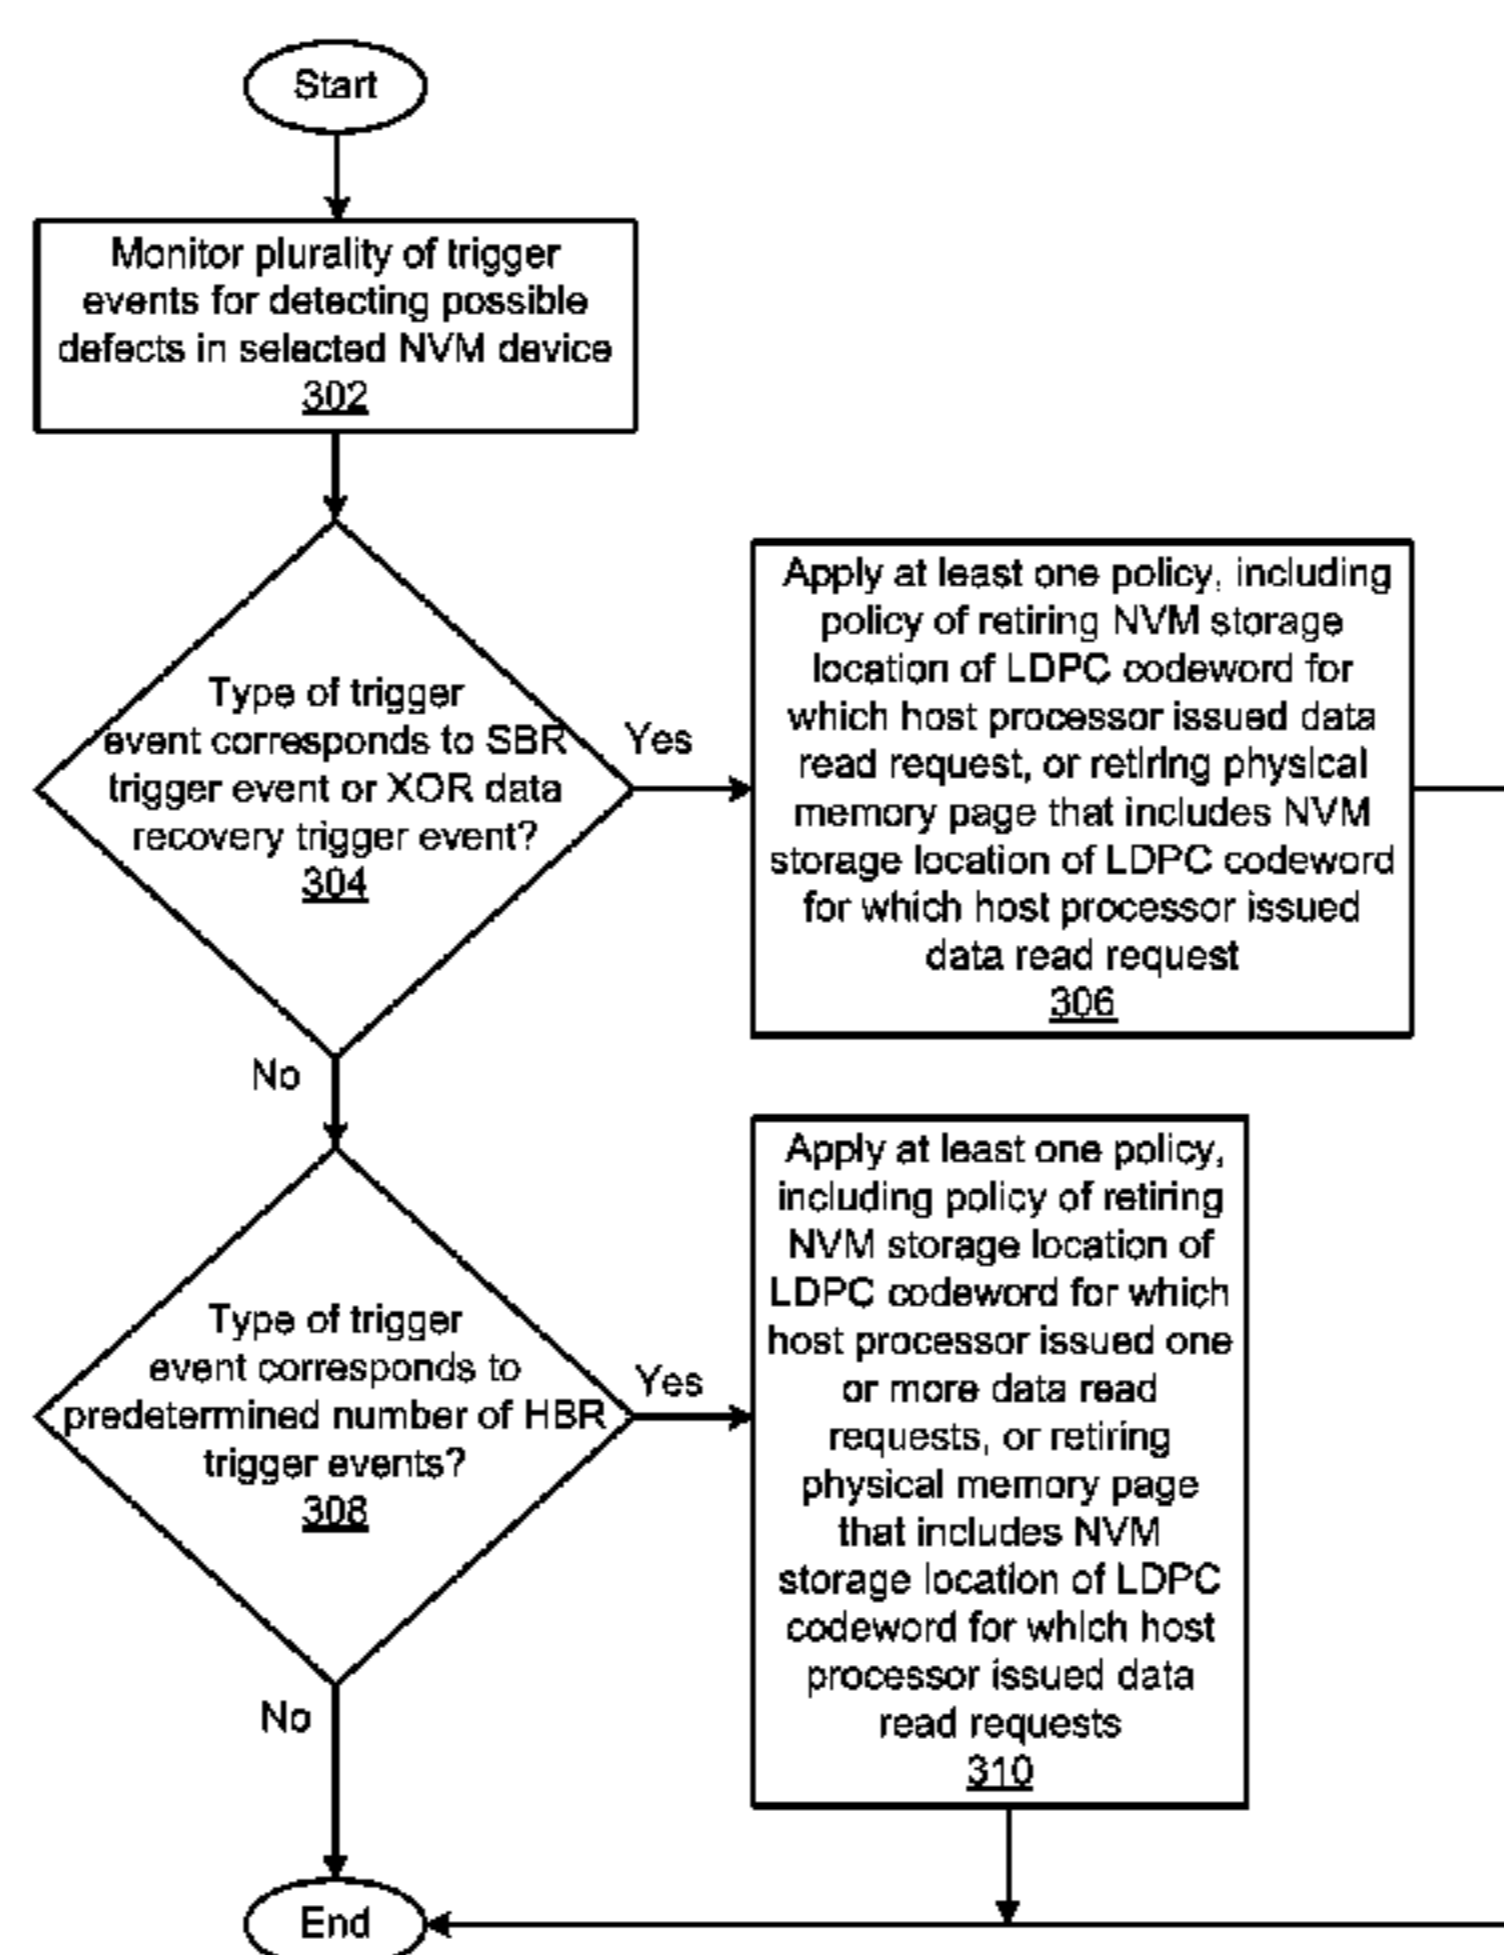 Start
Monitor plurality of trigger
events for detecting possible
defects in selected NVM device
302
Type of trigger
event corresponds to SBR
trigger event or XOR data
recovery trigger event?
304
Yes
Apply at least one policy, including
policy of retiring NVM storage
location of LDPC codeword for
which host processor issued data
read request, or retiring physical
memory page that includes NVM
storage location of LDPC codeword
for which host processor issued
data read request
306
No
Type of trigger
event corresponds to
predetermined number of HBR
trigger events?
308
Yes
Apply at least one policy,
including policy of retiring
NVM storage location of
LDPC codeword for which
host processor issued one
or more data read
requests, or retiring
physical memory page
that includes NVM
storage location of LDPC
codeword for which host
processor issued data
read requests
310
No
End